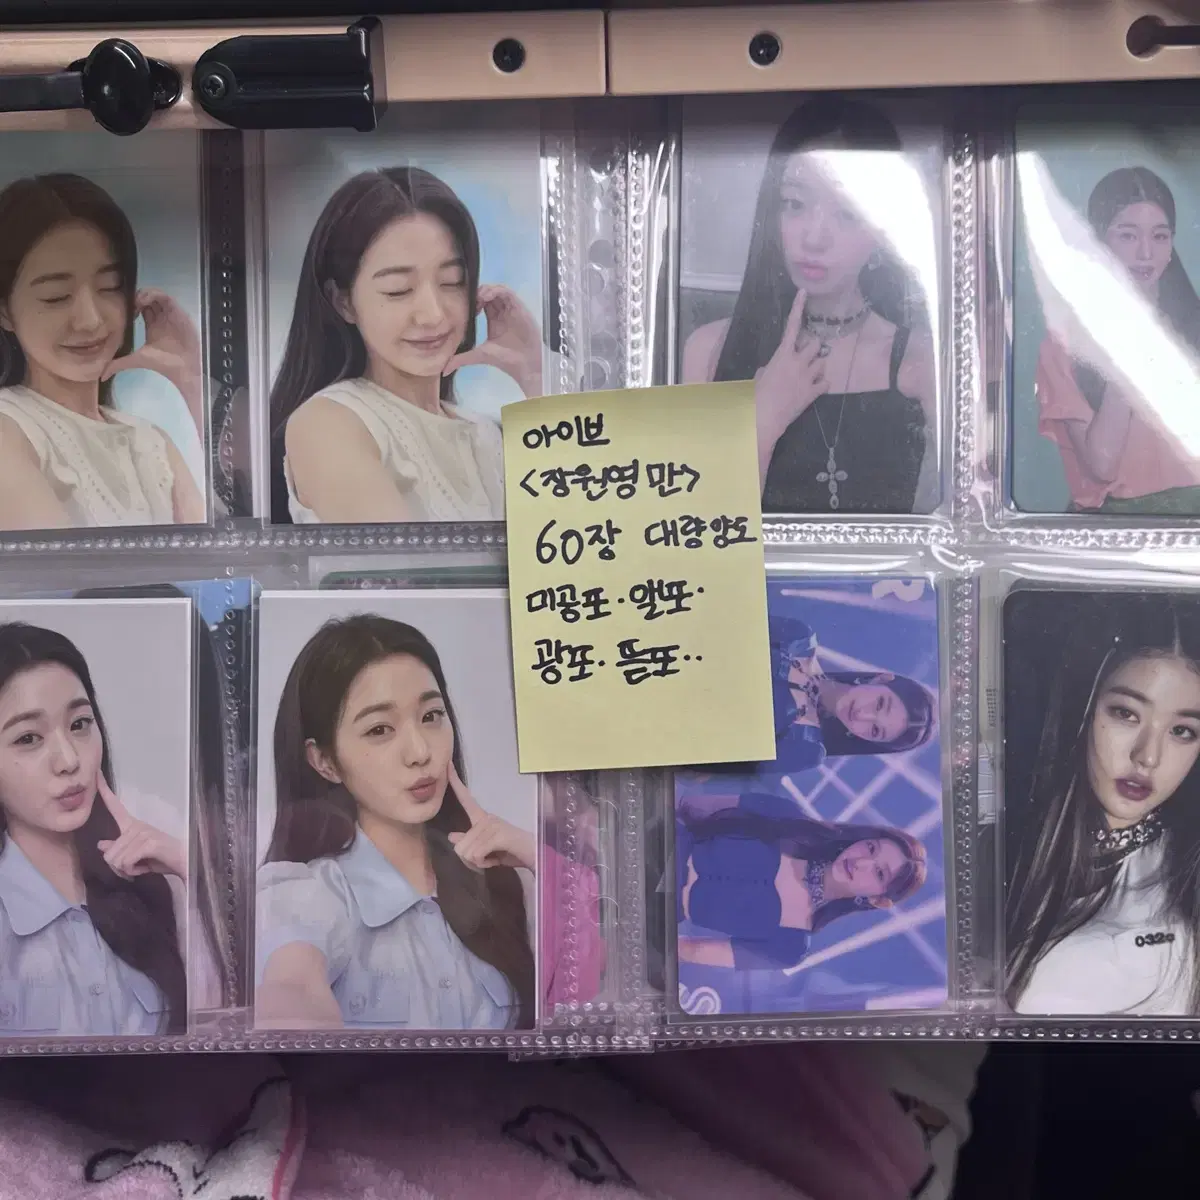 아이브
<장원영 만>
60장 대량양도
미공포·앨포·
광포·뜯포··
R
S
032c